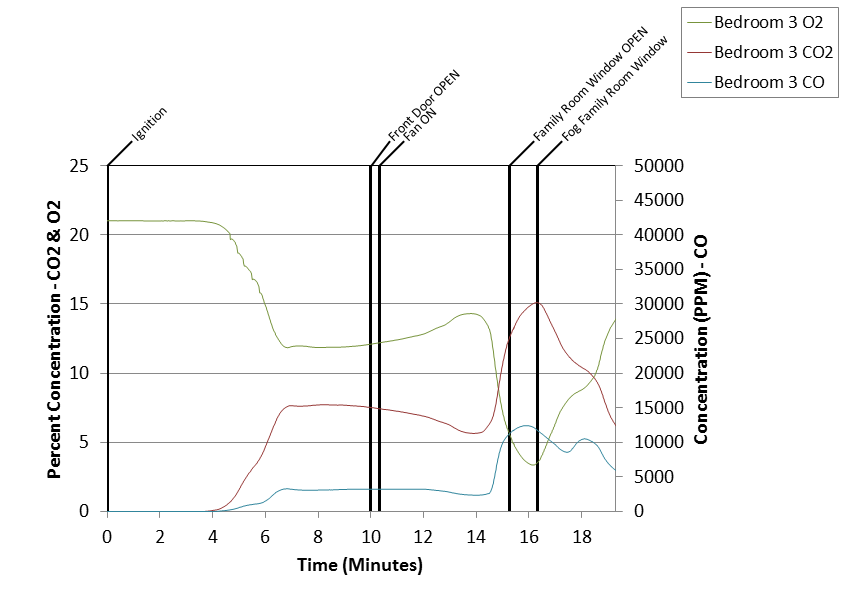 Bedroom 3 O2
Bedroom 3 CO2
Bedroom 3 CO
Ignition
Front Door OPEN
Fan ON
Family Room Window OPEN
Fog Family Room Window
Percent Concentration - CO2 & O2
25
20
15
10
5
0
50000
45000
40000
35000
30000
25000
20000
15000
10000
5000
0
Concentration (PPM) - CO
0 2 4 6 8 10 12 14 16 18
Time (Minutes)